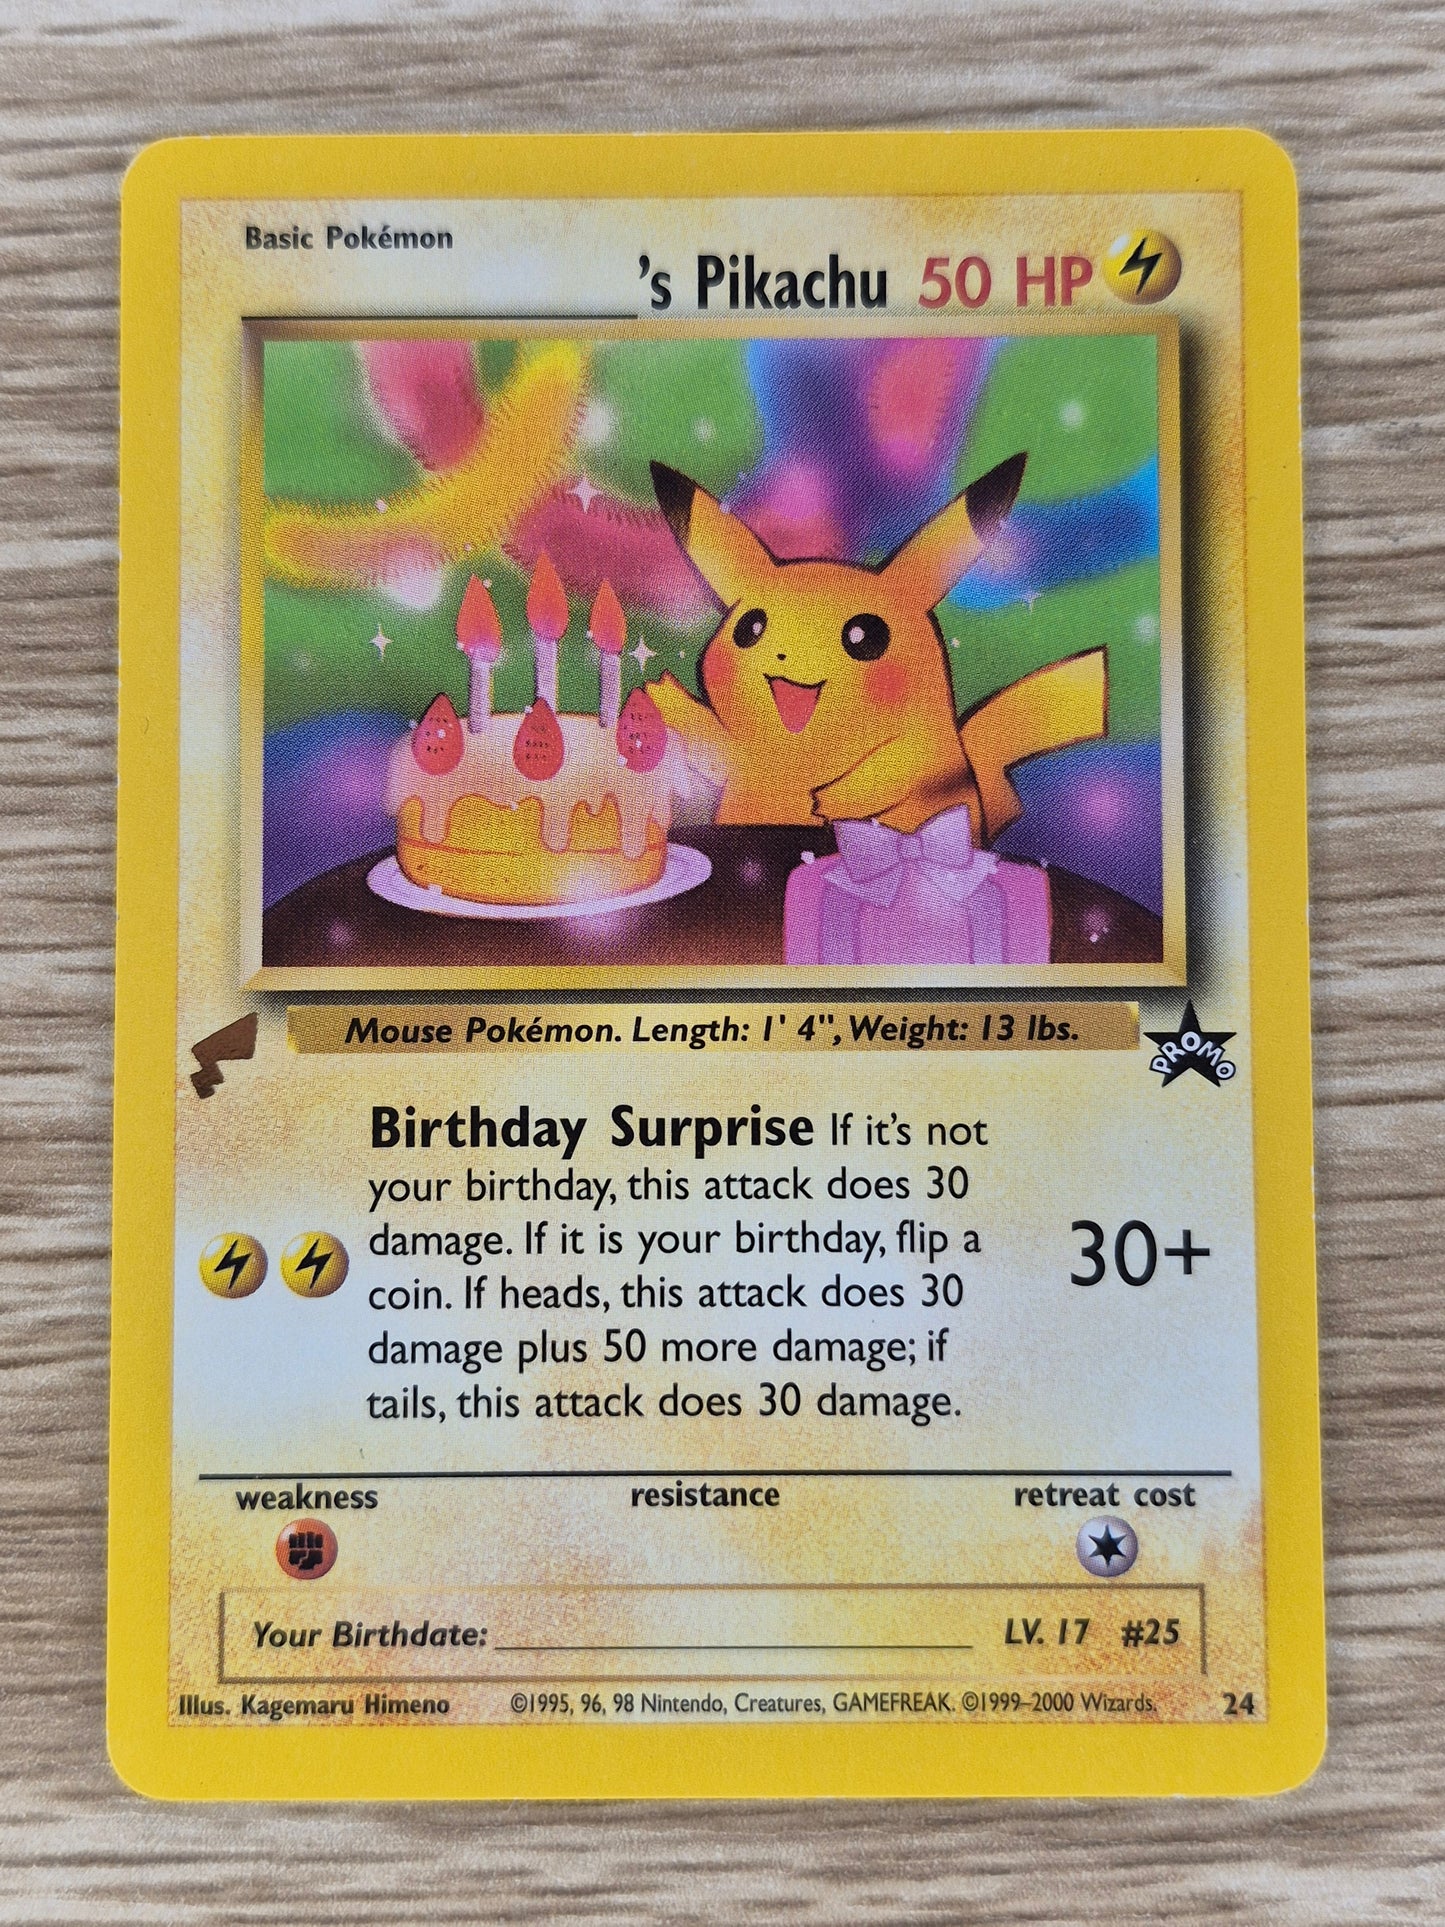 Basic Pokémon
's Pikachu 50 HP
Mouse Pokémon. Length: 1' 4", Weight: 13 lbs.
PROMO
Birthday Surprise If it's not
your birthday, this attack does 30
damage. If it is your birthday, flip a
coin. If heads, this attack does 30
damage plus 50 more damage; if
tails, this attack does 30 damage.
30+
weakness resistance retreat cost
Your Birthdate: LV. 17 #25
Illus. Kagemaru Himeno ©1995, 96, 98 Nintendo, Creatures, GAMEFREAK. ©1999–2000 Wizards. 24